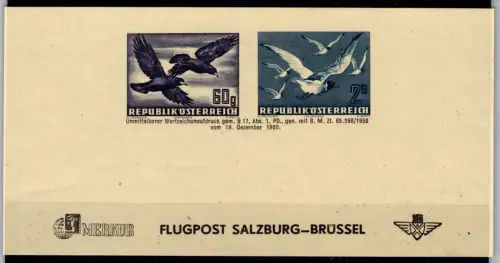 60g
REPUBLIK ÖSTERREICH
2S
REPUBLIK ÖSTERREICH
Unmittelbarer Wertzeichenaufdruck gem. § 17, Abs. 1, PO., gen. mit B. M. Zl. 65.298/1950
vom 18. Dezember 1950.
MERKUR
FLUGPOST SALZBURG—BRÜSSEL